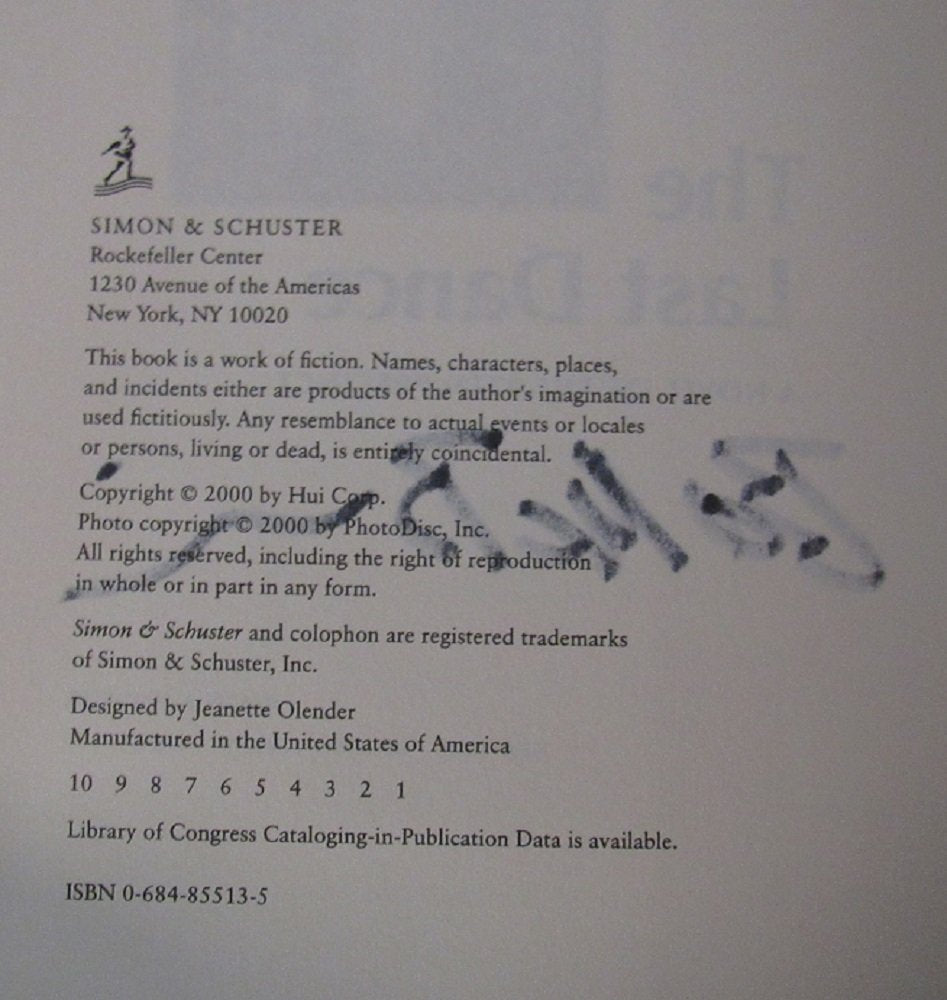 SIMON & SCHUSTER
Rockefeller Center
1230 Avenue of the Americas
New York, NY 10020
This book is a work of fiction. Names, characters, places,
and incidents either are products of the author's imagination or are
used fictitiously. Any resemblance to actual events or locales
or persons, living or dead, is entirely coincidental.
Copyright © 2000 by Hui Corp.
Photo copyright © 2000 by PhotoDisc, Inc.
All rights reserved, including the right of reproduction
in whole or in part in any form.
Simon & Schuster and colophon are registered trademarks
of Simon & Schuster, Inc.
Designed by Jeanette Olender
Manufactured in the United States of America
10 9 8 7 6 5 4 3 2 1
Library of Congress Cataloging-in-Publication Data is available.
ISBN 0-684-85513-5
The
Last Dance